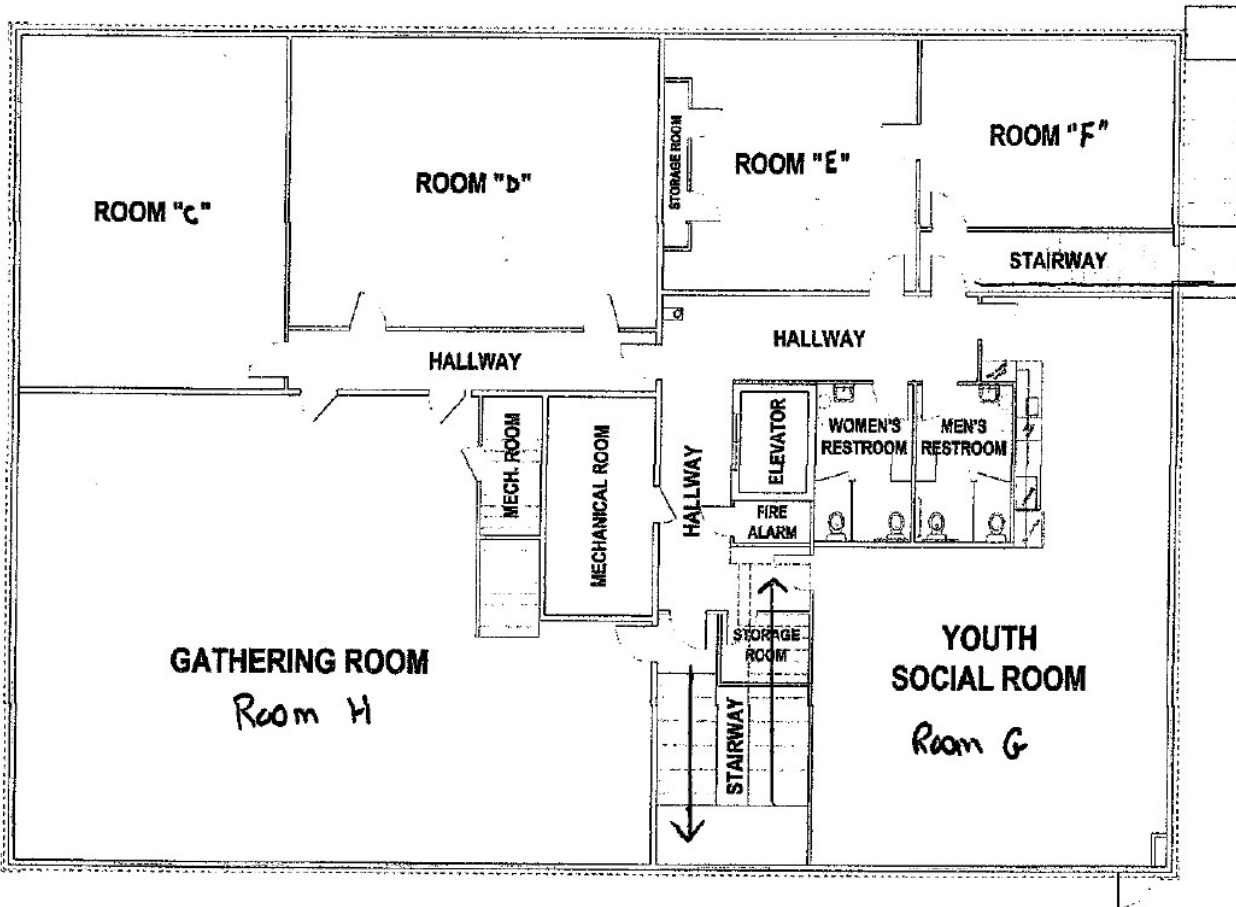 ROOM "C"
ROOM "D"
STORAGE ROOM
ROOM "E"
ROOM "F"
STAIRWAY
HALLWAY
HALLWAY
MECH. ROOM
MECHANICAL ROOM
HALLWAY
ELEVATOR
WOMEN'S
RESTROOM
MEN'S
RESTROOM
FIRE
ALARM
GATHERING ROOM
Room H
STORAGE
ROOM
STAIRWAY
YOUTH
SOCIAL ROOM
Room G